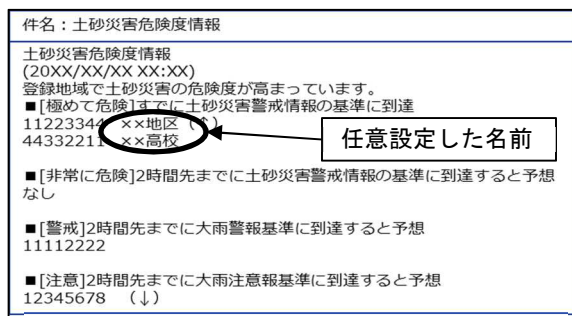 件名：土砂災害危険度情報
土砂災害危険度情報
(20XX/XX/XX XX:XX)
登録地域で土砂災害の危険度が高まっています。
■[極めて危険]すでに土砂災害警戒情報の基準に到達
11223344　××地区（↑）
44332211　××高校
任意設定した名前
■[非常に危険]2時間先までに土砂災害警戒情報の基準に到達すると予想
なし
■[警戒]2時間先までに大雨警報基準に到達すると予想
11112222
■[注意]2時間先までに大雨注意報基準に到達すると予想
12345678　（↓）